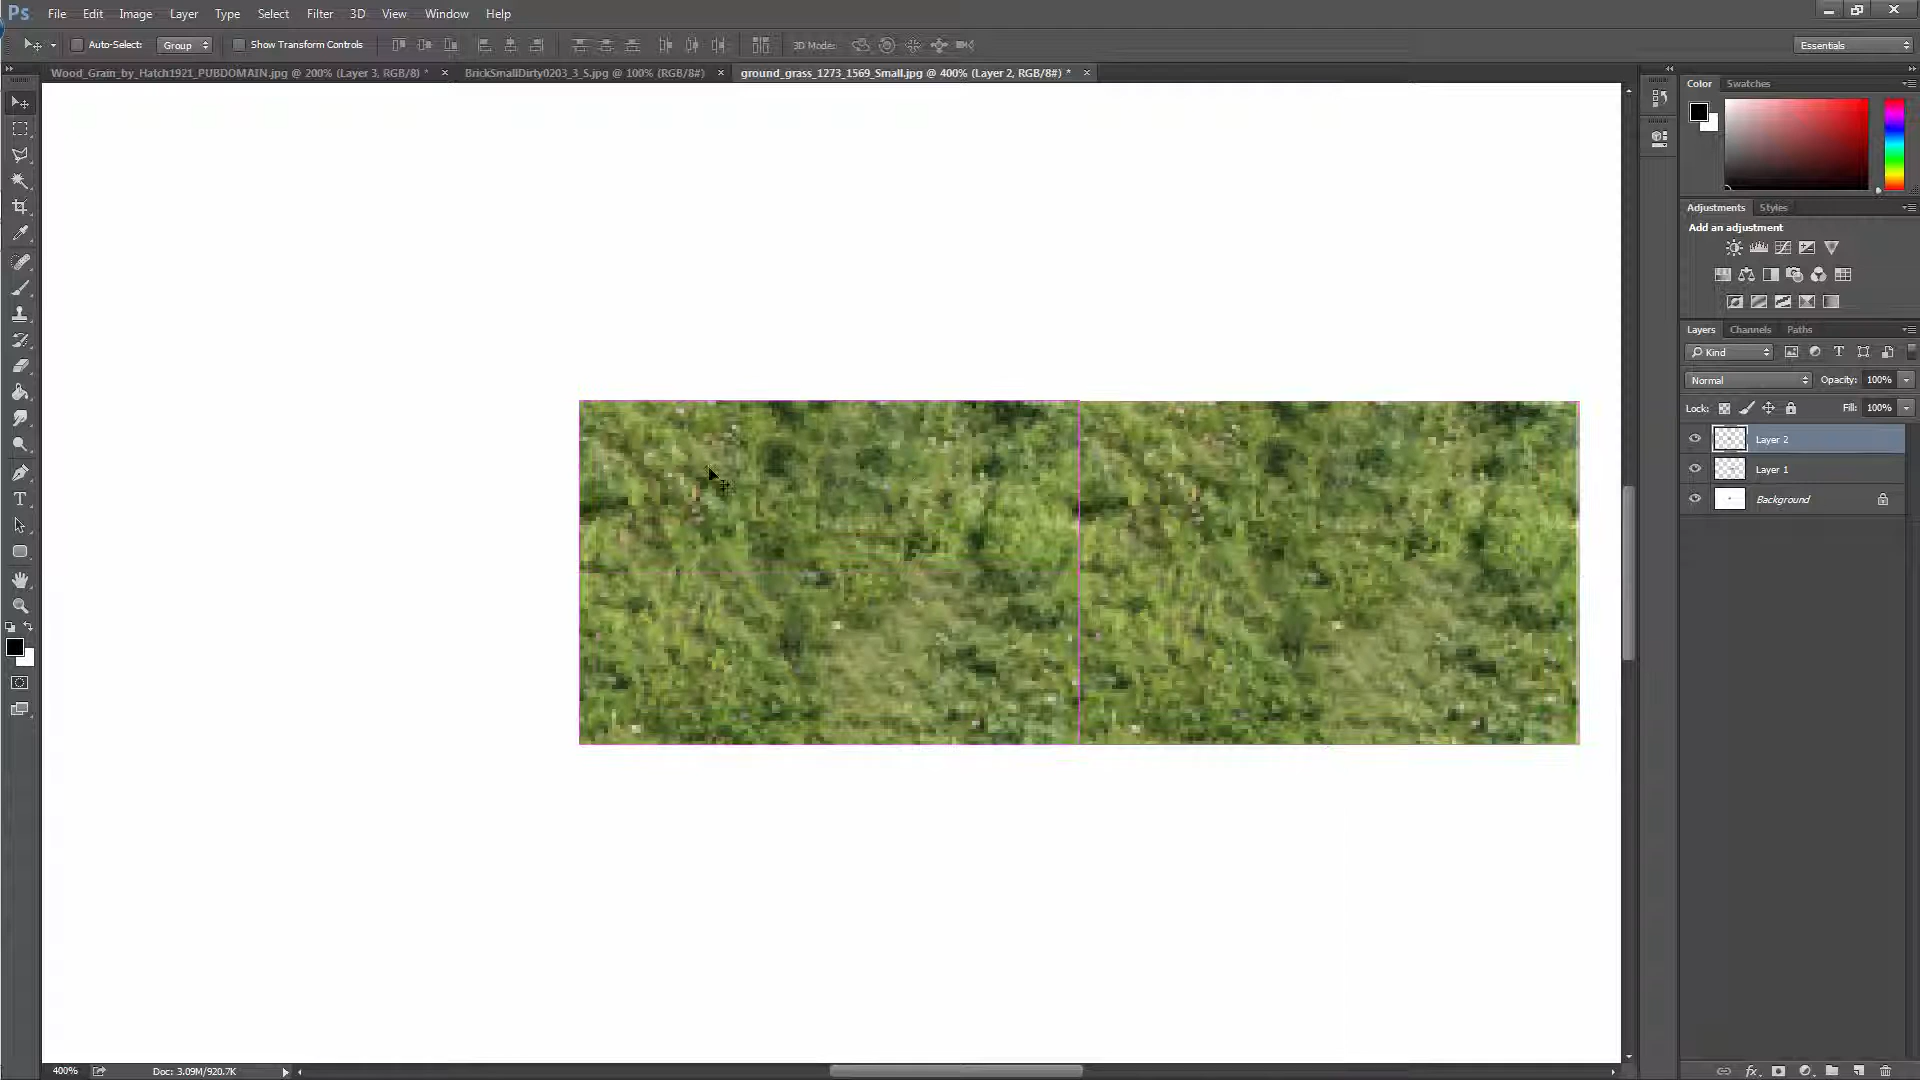 Ps File Edit Image Layer Type Select Filter 3D View Window Help
Auto-Select: Group Show Transform Controls 3D Mode: Essentials
Wood_Grain_by_Hatch1921_PUBDOMAIN.jpg @ 200% (Layer 3, RGB/8) * × BrickSmallDirty0203_3_S.jpg @ 100% (RGB/8#) × ground_grass_1273_1569_Small.jpg @ 400% (Layer 2, RGB/8#) * ×
Color Swatches
Adjustments Styles
Add an adjustment
Layers Channels Paths
Kind
Normal Opacity: 100%
Lock: Fill: 100%
Layer 2
Layer 1
Background
400% Doc: 3.09M/920.7K